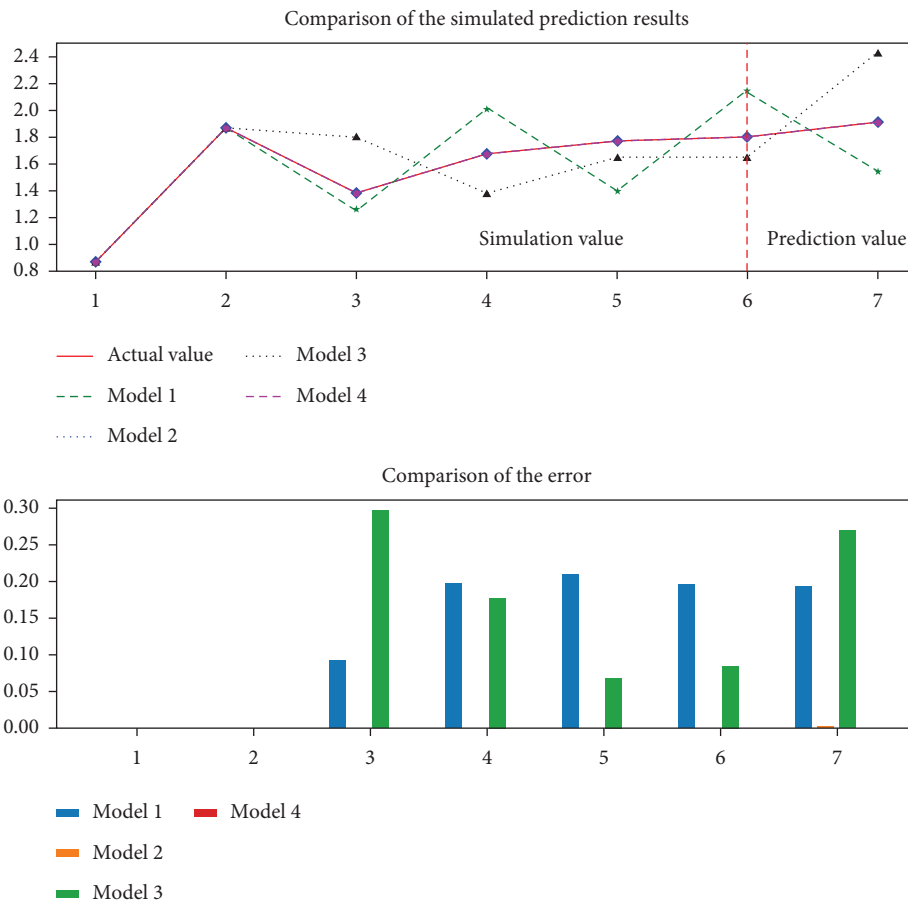 Comparison of the simulated prediction results
2.4
2.2
2.0
1.8
1.6
1.4
1.2
1.0
0.8
Simulation value Prediction value
1 2 3 4 5 6 7
Actual value Model 3
Model 1 Model 4
Model 2
Comparison of the error
0.30
0.25
0.20
0.15
0.10
0.05
0.00
1 2 3 4 5 6 7
Model 1 Model 4
Model 2
Model 3